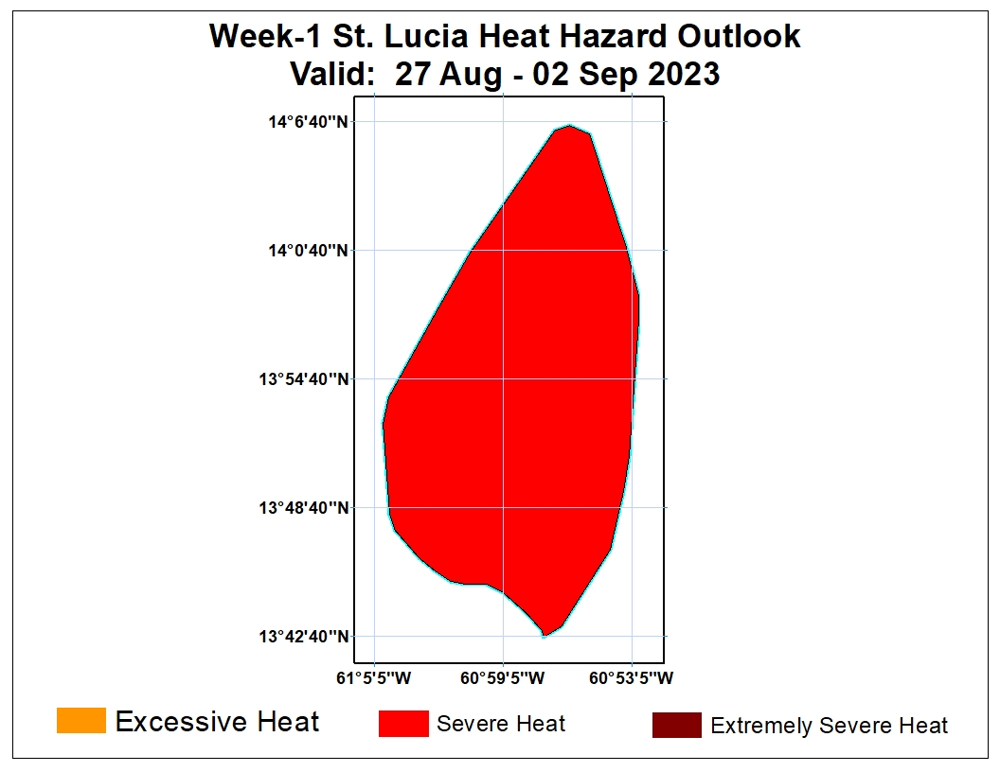 Week-1 St. Lucia Heat Hazard Outlook
Valid:  27 Aug - 02 Sep 2023
14°6'40"N
14°0'40"N
13°54'40"N
13°48'40"N
13°42'40"N
61°5'5"W 60°59'5"W 60°53'5"W
Excessive Heat Severe Heat Extremely Severe Heat